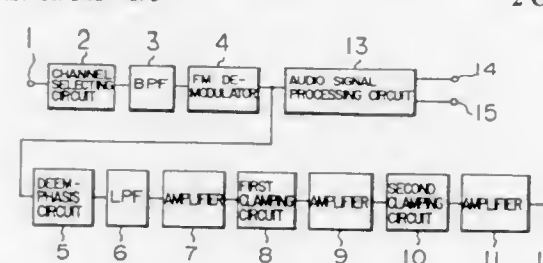 1
2
3
4
13
CHANNEL
SELECTING
CIRCUIT
BPF
FM DE-
MODULATOR
AUDIO SIGNAL
PROCESSING CIRCUIT
14
15
DEEM-
PHASIS
CIRCUIT
LPF
AMPLIFIER
FIRST
CLAMPING
CIRCUIT
AMPLIFIER
SECOND
CLAMPING
CIRCUIT
AMPLIFIER
5
6
7
8
9
10
11